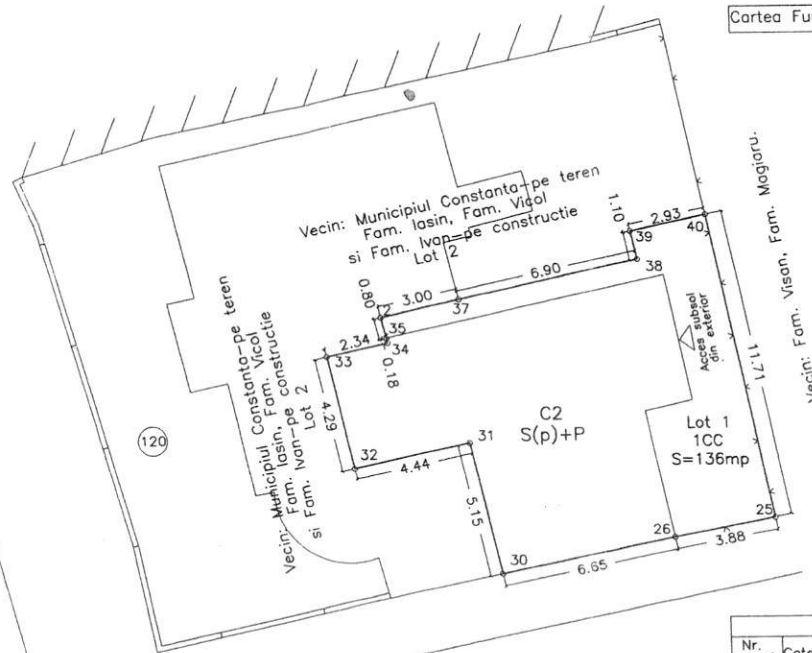 Cartea Fu
Vecin: Municipiul Constanta-pe teren
Fam. Iasin, Fam. Vicol
si Fam. Ivan-pe constructie
Lot 2
Vecin: Municipiul Constanta-pe teren
Fam. Iasin, Fam. Vicol
si Fam. Ivan-pe constructie
Lot 2
Vecin: Fam. Visan, Fam. Magiaru.
1.10
2.93
39
40
38
6.90
3.00
37
0.80
2
35
34
0.18
2.34
33
4.29
32
4.44
31
5.15
30
6.65
26
3.88
25
11.71
Acces subsol
din exterior
C2
S(p)+P
Lot 1
1CC
S=136mp
120
Nr.